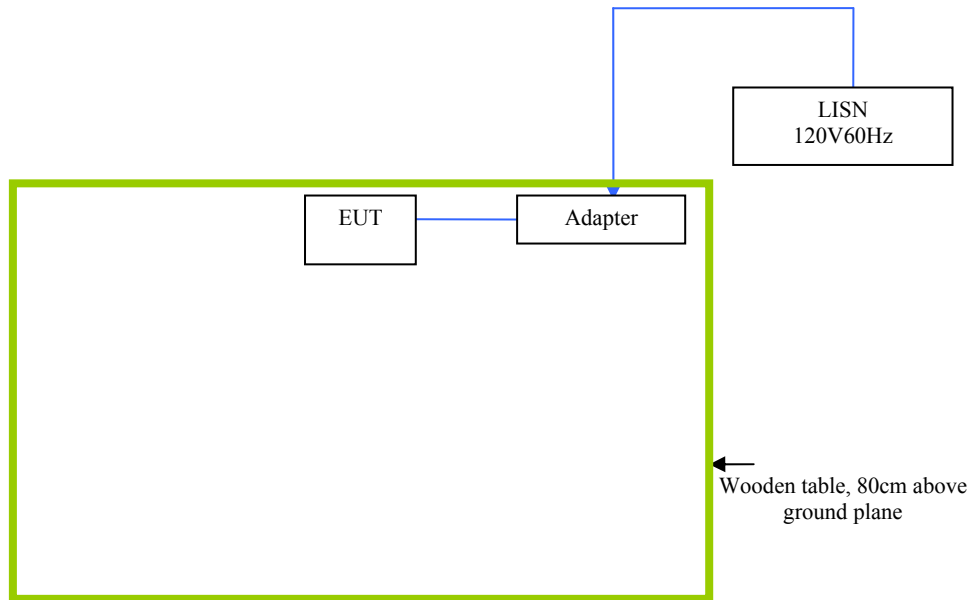 LISN
120V60Hz
EUT
Adapter
Wooden table, 80cm above
ground plane